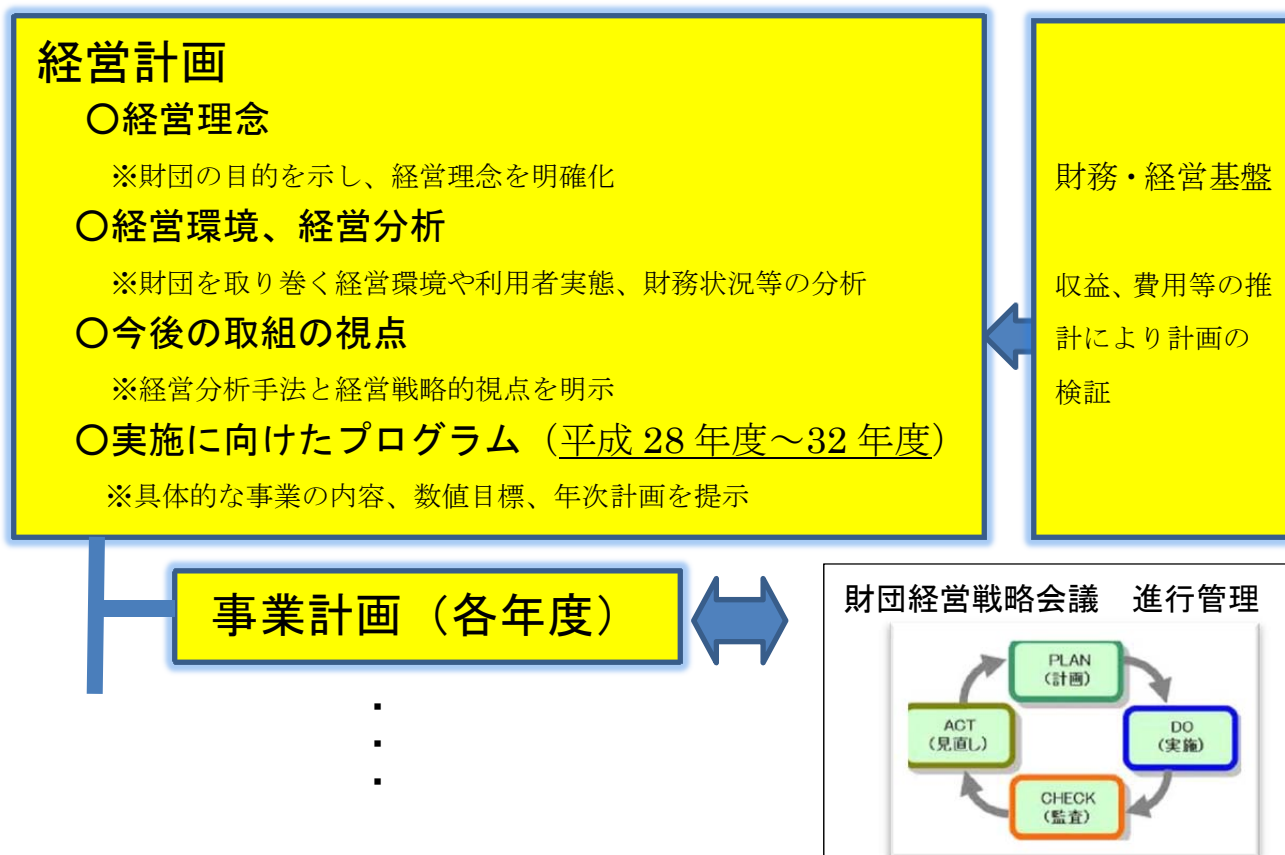 経営計画
○経営理念
※財団の目的を示し、経営理念を明確化
○経営環境、経営分析
※財団を取り巻く経営環境や利用者実態、財務状況等の分析
○今後の取組の視点
※経営分析手法と経営戦略的視点を明示
○実施に向けたプログラム（平成 28 年度～32 年度）
※具体的な事業の内容、数値目標、年次計画を提示
財務・経営基盤
収益、費用等の推
計により計画の
検証
事業計画（各年度）
・
・
・
財団経営戦略会議　進行管理
PLAN
（計画）
DO
（実施）
CHECK
（監査）
ACT
（見直し）